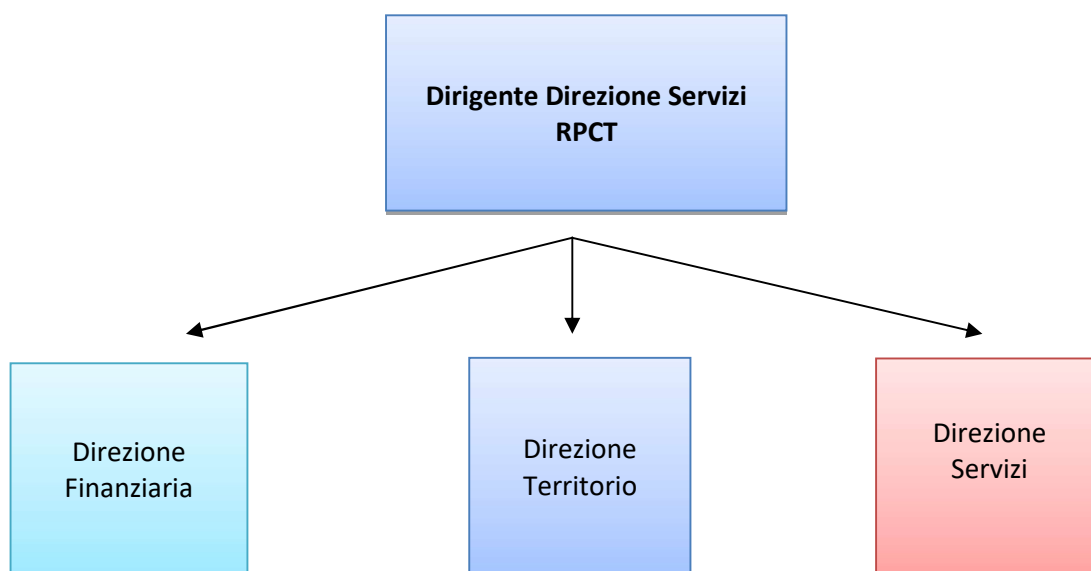 Dirigente Direzione Servizi
RPCT
Direzione
Finanziaria
Direzione
Territorio
Direzione
Servizi